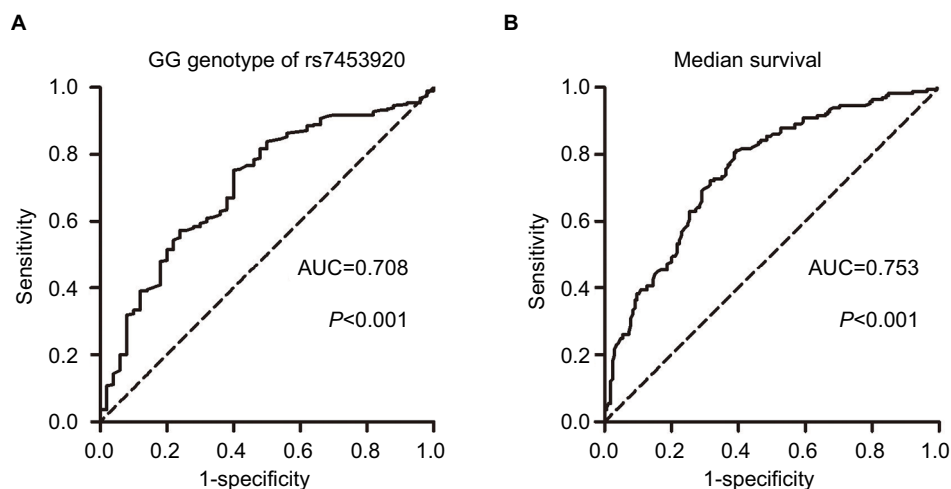 A
GG genotype of rs7453920
1.0
0.8
0.6
0.4
0.2
0.0
Sensitivity
AUC=0.708
P<0.001
0.0 0.2 0.4 0.6 0.8 1.0
1-specificity
B
Median survival
1.0
0.8
0.6
0.4
0.2
0.0
Sensitivity
AUC=0.753
P<0.001
0.0 0.2 0.4 0.6 0.8 1.0
1-specificity